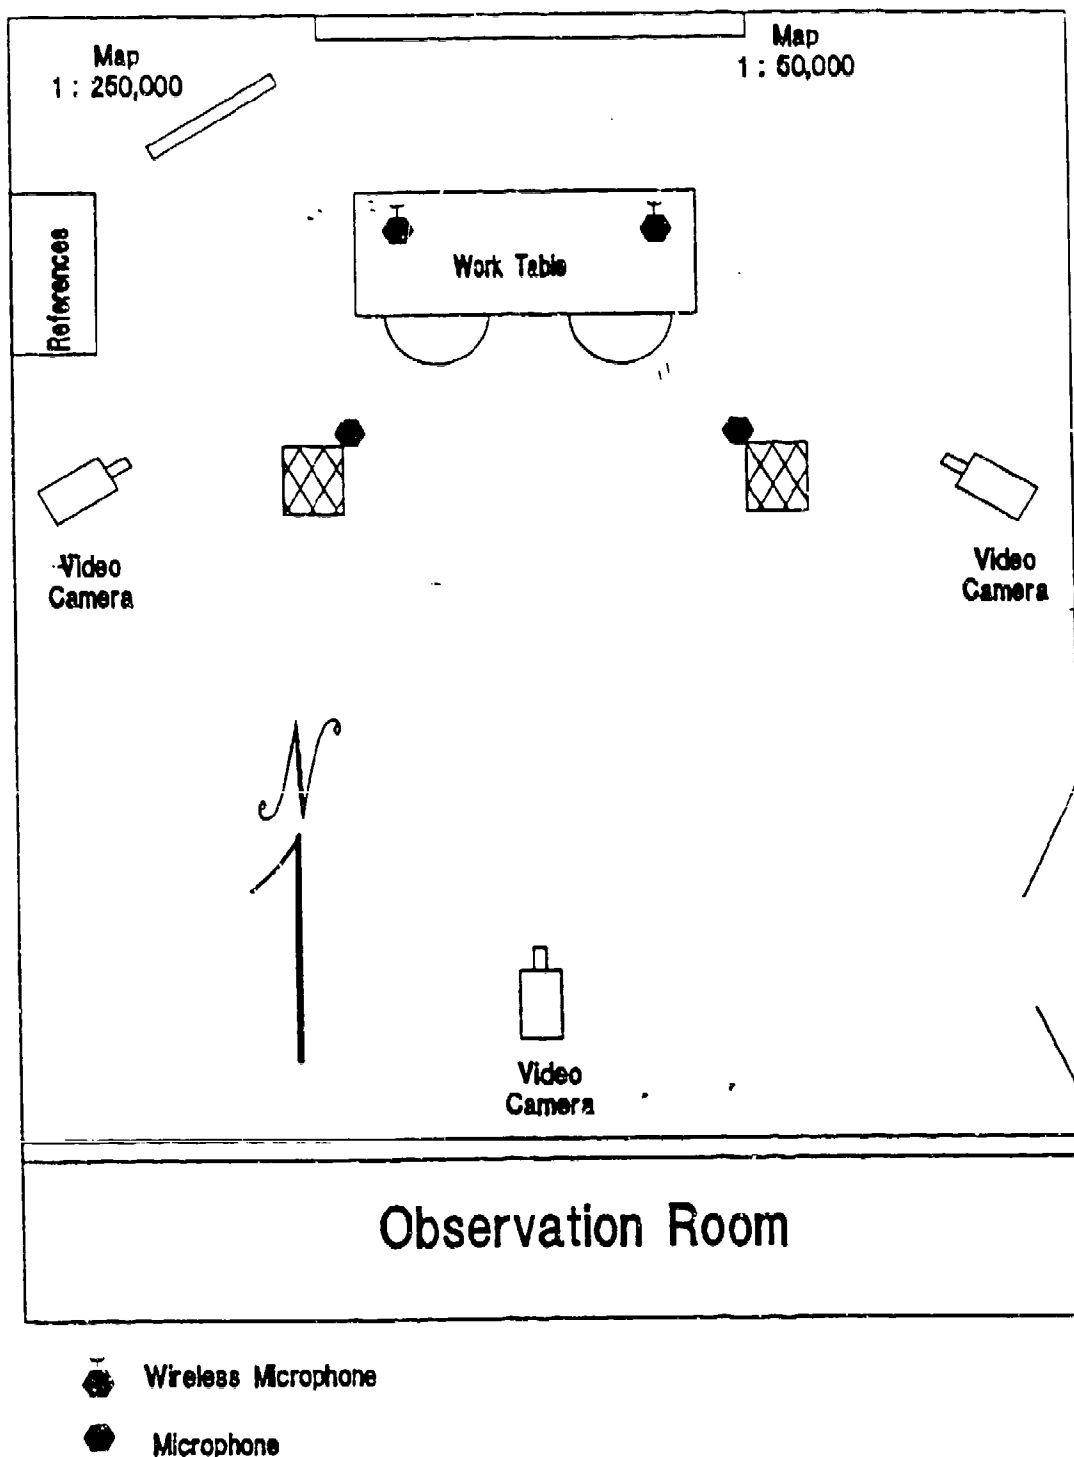 Map
1 : 250,000
Map
1 : 50,000
References
Work Table
Video
Camera
Video
Camera
N
Video
Camera
Observation Room
Wireless Microphone
Microphone